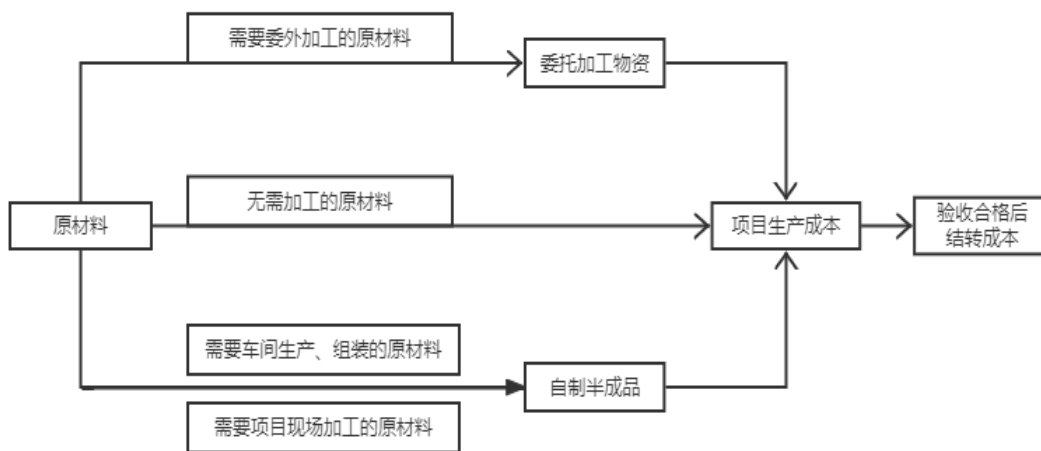 需要委外加工的原材料
委托加工物资
无需加工的原材料
原材料
项目生产成本
验收合格后
结转成本
需要车间生产、组装的原材料
自制半成品
需要项目现场加工的原材料